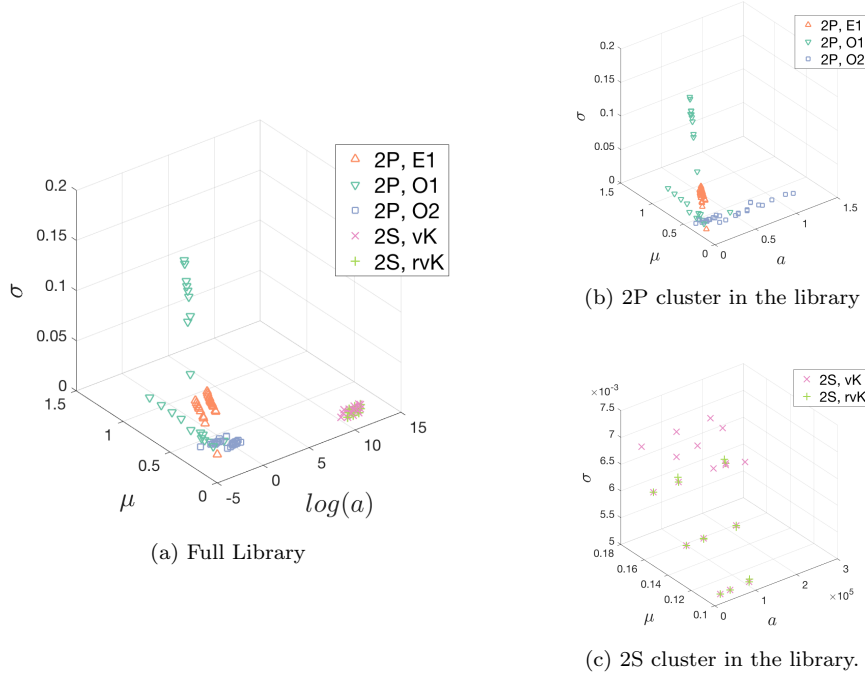 0.2
0.15
0.1
0.05
0
σ
1.5
1
0.5
0
μ
-5
0
5
10
15
log(a)
2P, E1
2P, O1
2P, O2
2S, vK
2S, rvK
(a) Full Library
0.2
0.15
0.1
0.05
0
σ
1.5
1
0.5
0
μ
0
0.5
1
1.5
a
2P, E1
2P, O1
2P, O2
(b) 2P cluster in the library
×10⁻³
7.5
7
6.5
6
5.5
5
σ
0.18
0.16
0.14
0.12
0.1
μ
0
1
2
3
×10⁵
a
2S, vK
2S, rvK
(c) 2S cluster in the library.